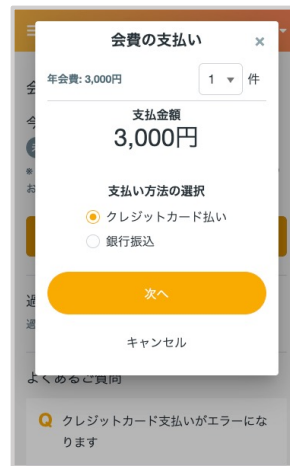 会費の支払い ×
年会費: 3,000円 1 件
支払金額
3,000円
支払い方法の選択
クレジットカード払い
銀行振込
次へ
キャンセル
よくあるご質問
Q クレジットカード支払いがエラーにな
ります